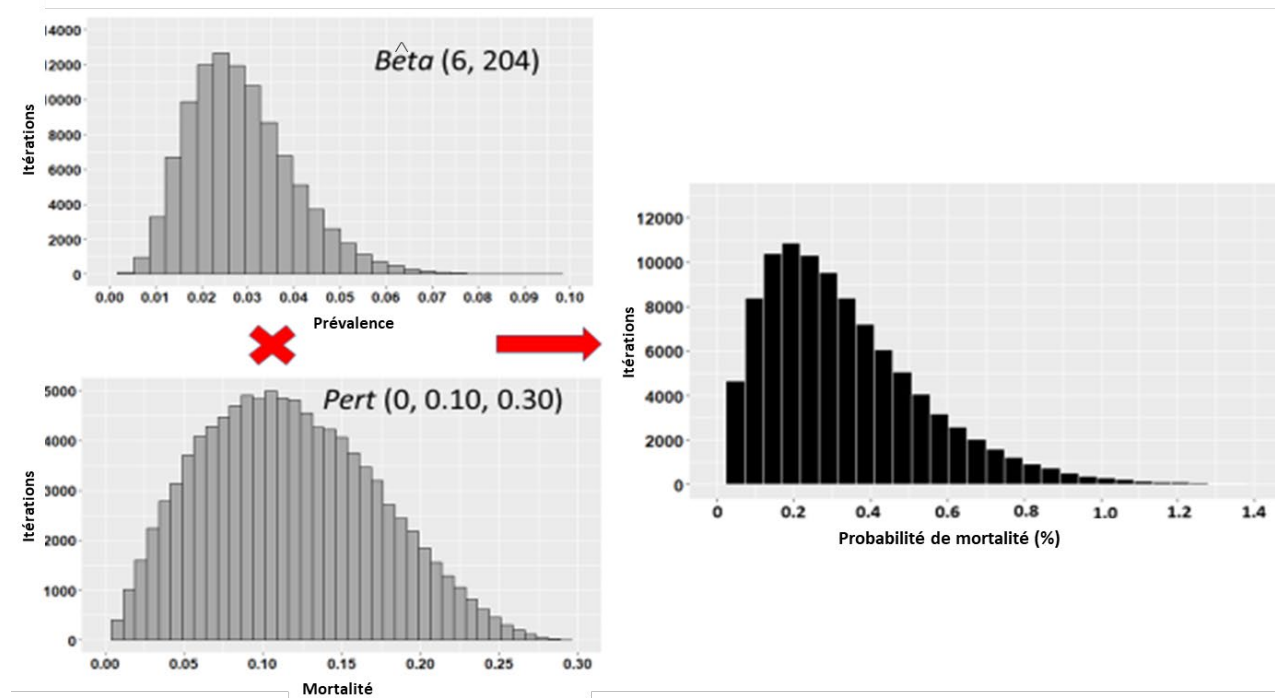 14000
12000
10000
8000
6000
4000
2000
0
Itérations
Bêta (6, 204)
0.00 0.01 0.02 0.03 0.04 0.05 0.06 0.07 0.08 0.09 0.10
Prévalence
5000
4000
3000
2000
1000
0
Itérations
Pert (0, 0.10, 0.30)
0.00 0.05 0.10 0.15 0.20 0.25 0.30
Mortalité
12000
10000
8000
6000
4000
2000
0
Itérations
0 0.2 0.4 0.6 0.8 1.0 1.2 1.4
Probabilité de mortalité (%)